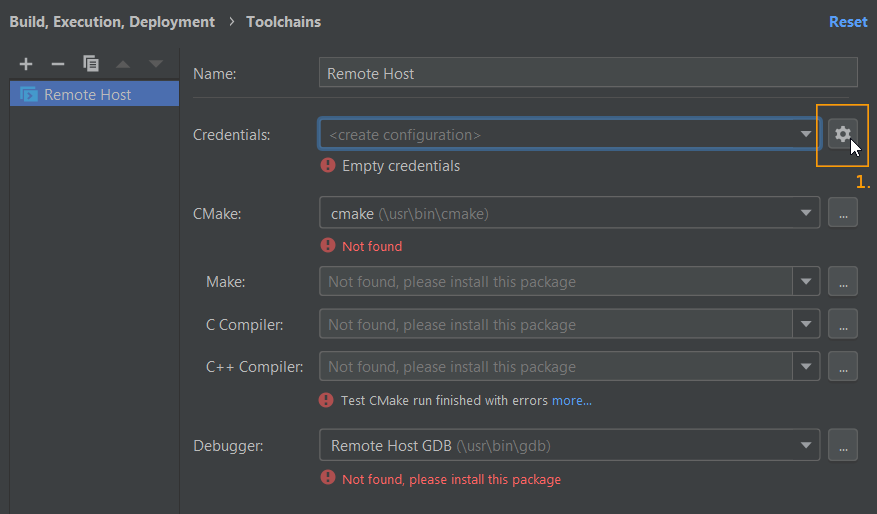 Build, Execution, Deployment › Toolchains Reset
Remote Host
Name: Remote Host
Credentials: <create configuration>
Empty credentials
1.
CMake: cmake (\usr\bin\cmake) ...
Not found
Make: Not found, please install this package ...
C Compiler: Not found, please install this package ...
C++ Compiler: Not found, please install this package ...
Test CMake run finished with errors more...
Debugger: Remote Host GDB (\usr\bin\gdb) ...
Not found, please install this package